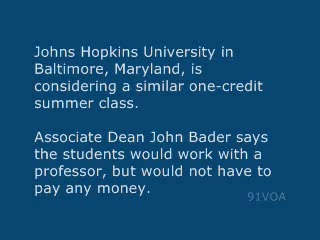 Johns Hopkins University in
Baltimore, Maryland, is
considering a similar one-credit
summer class.
Associate Dean John Bader says
the students would work with a
professor, but would not have to
pay any money.
91VOA